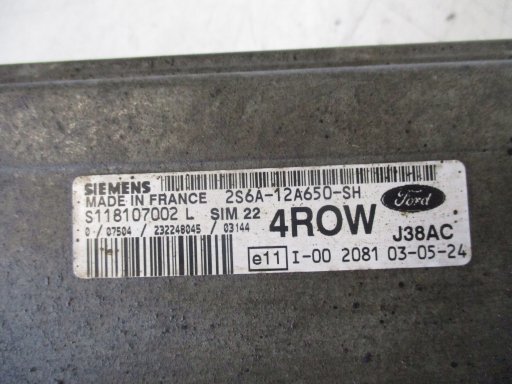 SIEMENS
MADE IN FRANCE 2S6A-12A650-SH
S118107002 L SIM 22 4ROW Ford
0 / 07504 / 232248045 / 03144 J38AC
e11 I-00 2081 03-05-24